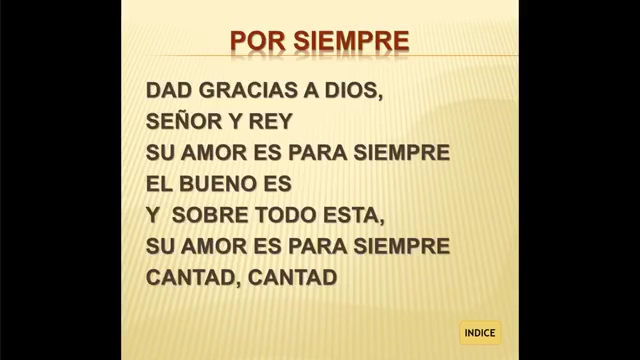 POR SIEMPRE
DAD GRACIAS A DIOS,
SEÑOR Y REY
SU AMOR ES PARA SIEMPRE
EL BUENO ES
Y SOBRE TODO ESTA,
SU AMOR ES PARA SIEMPRE
CANTAD, CANTAD
INDICE